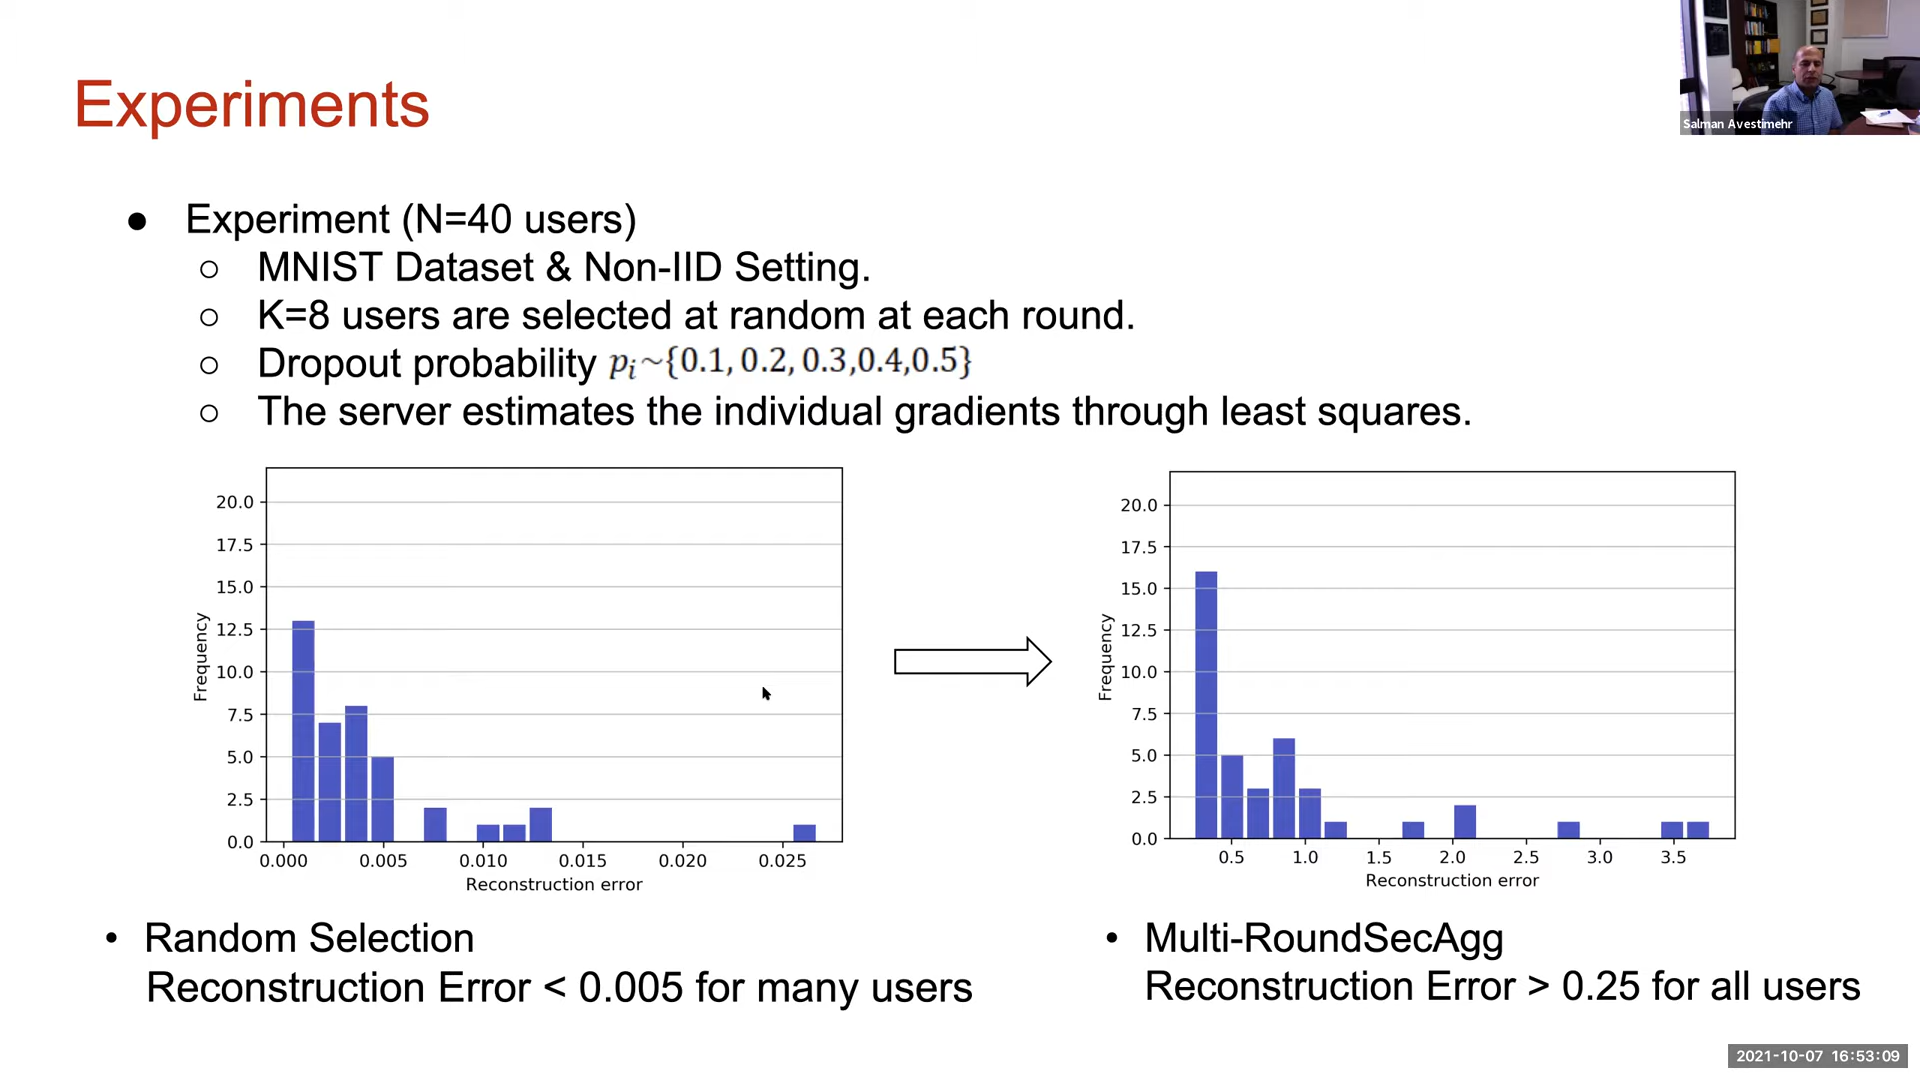 Experiments
Salman Avestimehr
● Experiment (N=40 users)
○ MNIST Dataset & Non-IID Setting.
○ K=8 users are selected at random at each round.
○ Dropout probability pᵢ~{0.1, 0.2, 0.3,0.4,0.5}
○ The server estimates the individual gradients through least squares.
20.0
17.5
15.0
12.5
10.0
7.5
5.0
2.5
0.0
Frequency
0.000 0.005 0.010 0.015 0.020 0.025
Reconstruction error
20.0
17.5
15.0
12.5
10.0
7.5
5.0
2.5
0.0
Frequency
0.5 1.0 1.5 2.0 2.5 3.0 3.5
Reconstruction error
• Random Selection
Reconstruction Error < 0.005 for many users
• Multi-RoundSecAgg
Reconstruction Error > 0.25 for all users
2021-10-07 16:53:09